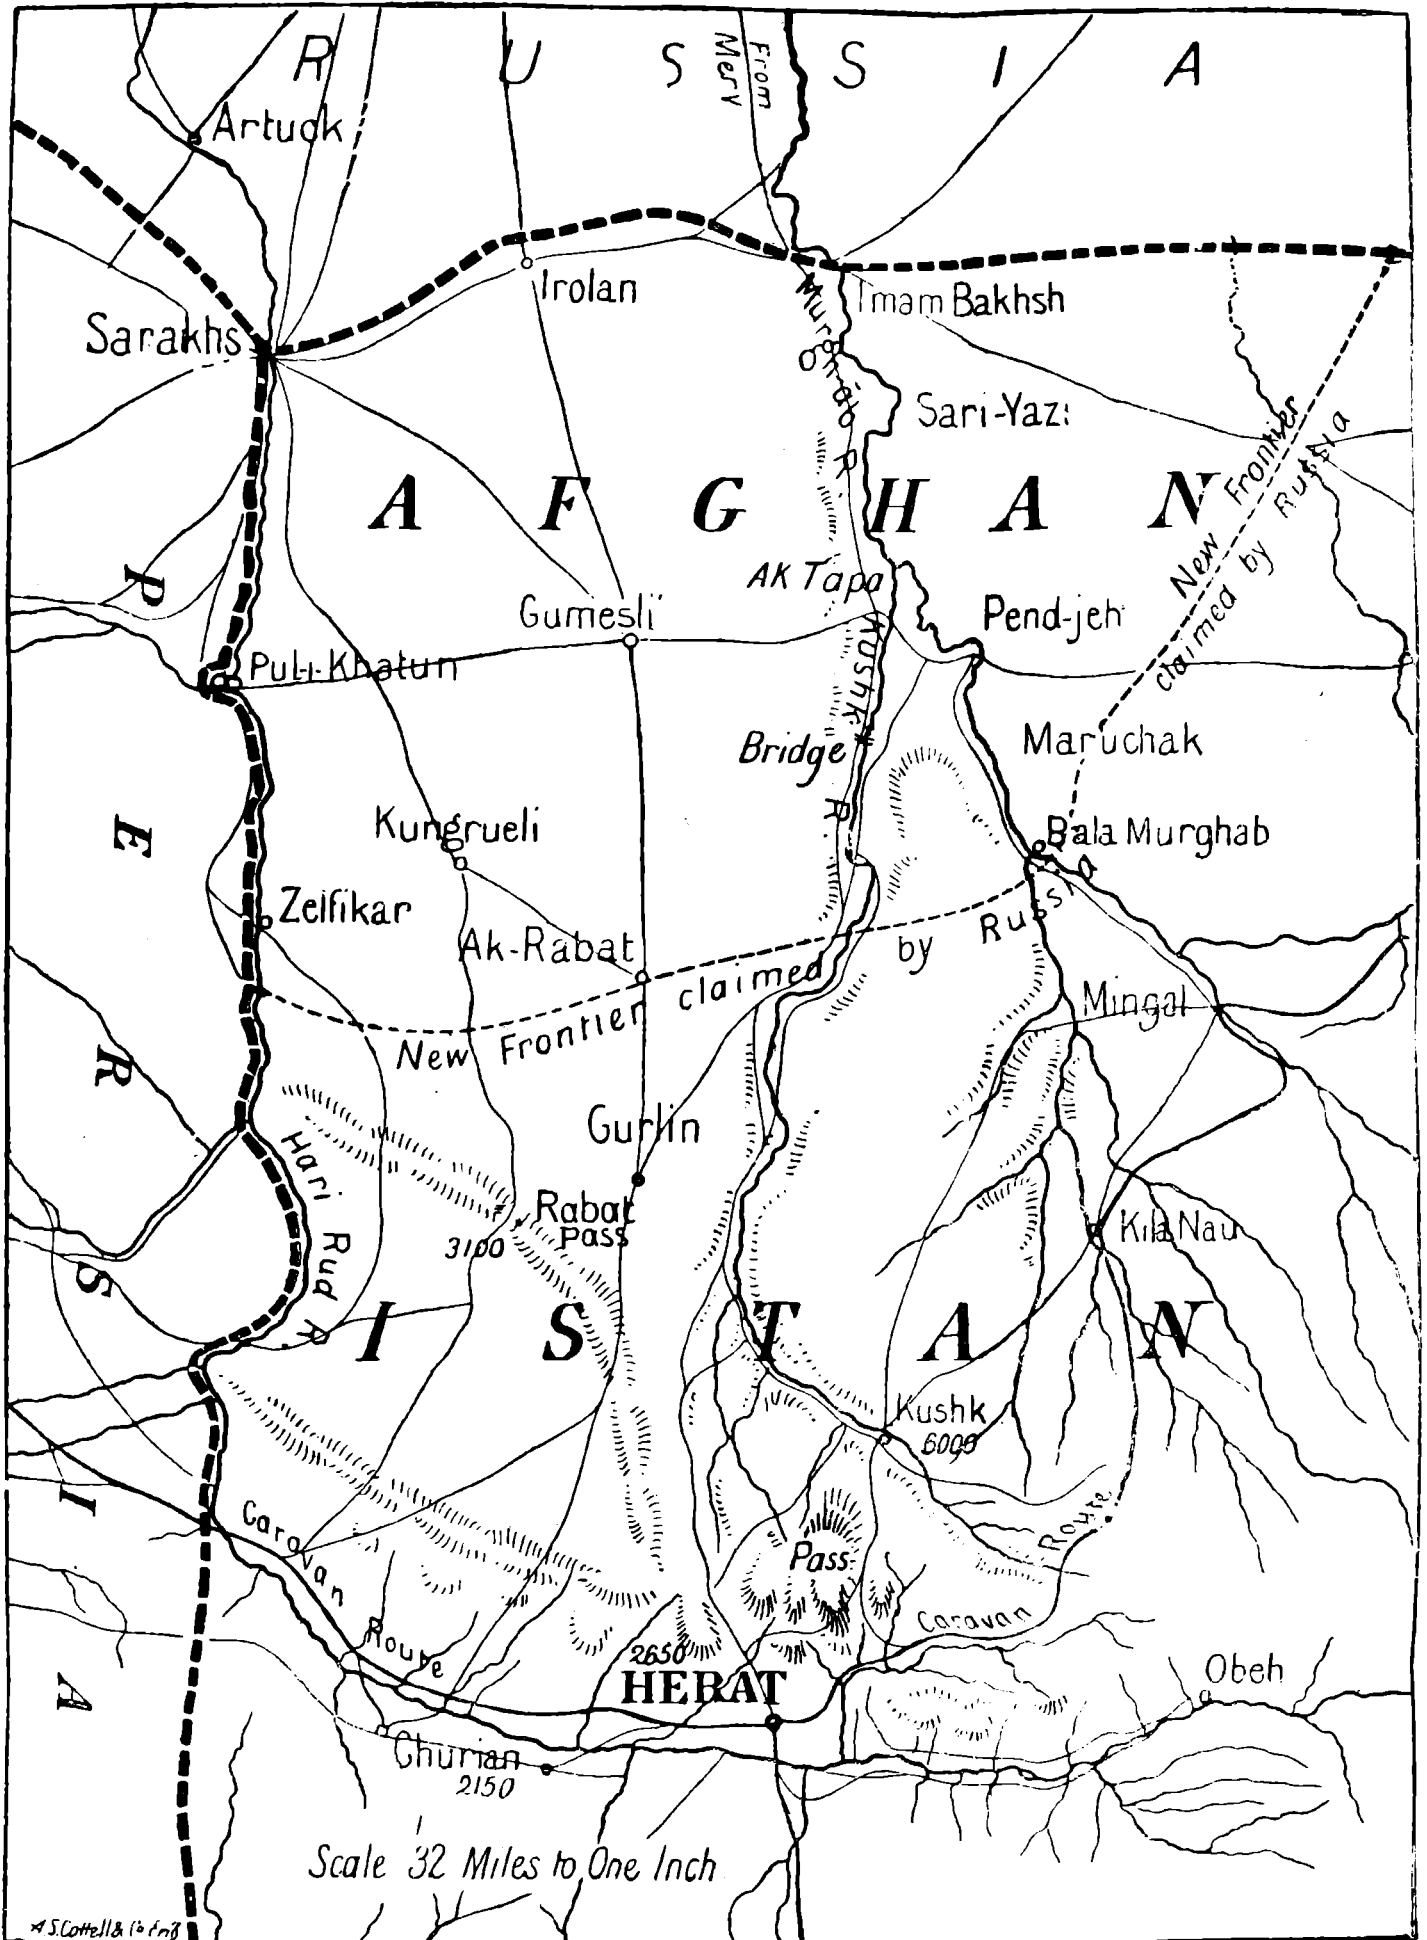 RUSSIA
From Merv
Artuck
Irolan
Imam Bakhsh
Sarakhs
Murghab R.
Sari-Yazi
New Frontier
claimed by Russia
AFGHAN
AK Tapa
Gumesli
Pend-jeh
Pul-i-Khatun
Kushk R.
Bridge
Maruchak
Kungrueli
Bala Murghab
Zelfikar
Ak-Rabat
New Frontier claimed by Russia
Mingal
PERSIA
Gurlin
Hari Rud R
Rabat
Pass
3100
Kila Nau
ISTAN
Kushk
6000
Caravan Route
Pass
Caravan Route
2650
HERAT
Obeh
Ghurian
2150
Scale 32 Miles to One Inch
A.S. Cottell & Co Eng